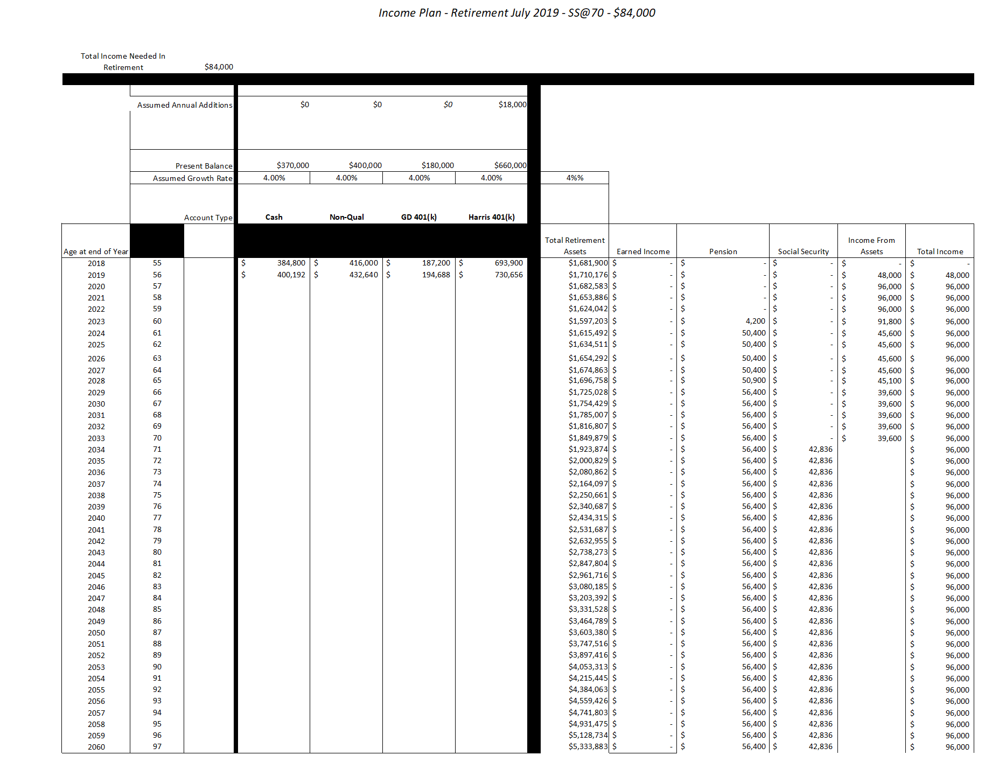 Income Plan - Retirement July 2019 - SS@70 - $84,000
Total Income Needed In
Retirement $84,000
Assumed Annual Additions $0 $0 $0 $18,000
Present Balance $370,000 $400,000 $180,000 $660,000
Assumed Growth Rate 4.00% 4.00% 4.00% 4.00% 4%%
Account Type Cash Non-Qual GD 401(k) Harris 401(k)
Total Retirement Income From
Age at end of Year Assets Earned Income Pension Social Security Assets Total Income
2018 55 $ 384,800 $ 416,000 $ 187,200 $ 693,900 $1,681,900 $ - $ - $ - $ - $ -
2019 56 $ 400,192 $ 432,640 $ 194,688 $ 730,656 $1,710,176 $ - $ - $ - $ 48,000 $ 48,000
2020 57 $1,682,583 $ - $ - $ - $ 96,000 $ 96,000
2021 58 $1,653,886 $ - $ - $ - $ 96,000 $ 96,000
2022 59 $1,624,042 $ - $ - $ - $ 96,000 $ 96,000
2023 60 $1,597,203 $ - $ 4,200 $ - $ 91,800 $ 96,000
2024 61 $1,615,492 $ - $ 50,400 $ - $ 45,600 $ 96,000
2025 62 $1,634,511 $ - $ 50,400 $ - $ 45,600 $ 96,000
2026 63 $1,654,292 $ - $ 50,400 $ - $ 45,600 $ 96,000
2027 64 $1,674,863 $ - $ 50,400 $ - $ 45,600 $ 96,000
2028 65 $1,696,758 $ - $ 50,900 $ - $ 45,100 $ 96,000
2029 66 $1,725,028 $ - $ 56,400 $ - $ 39,600 $ 96,000
2030 67 $1,754,429 $ - $ 56,400 $ - $ 39,600 $ 96,000
2031 68 $1,785,007 $ - $ 56,400 $ - $ 39,600 $ 96,000
2032 69 $1,816,807 $ - $ 56,400 $ - $ 39,600 $ 96,000
2033 70 $1,849,879 $ - $ 56,400 $ - $ 39,600 $ 96,000
2034 71 $1,923,874 $ - $ 56,400 $ 42,836 $ 96,000
2035 72 $2,000,829 $ - $ 56,400 $ 42,836 $ 96,000
2036 73 $2,080,862 $ - $ 56,400 $ 42,836 $ 96,000
2037 74 $2,164,097 $ - $ 56,400 $ 42,836 $ 96,000
2038 75 $2,250,661 $ - $ 56,400 $ 42,836 $ 96,000
2039 76 $2,340,687 $ - $ 56,400 $ 42,836 $ 96,000
2040 77 $2,434,315 $ - $ 56,400 $ 42,836 $ 96,000
2041 78 $2,531,687 $ - $ 56,400 $ 42,836 $ 96,000
2042 79 $2,632,955 $ - $ 56,400 $ 42,836 $ 96,000
2043 80 $2,738,273 $ - $ 56,400 $ 42,836 $ 96,000
2044 81 $2,847,804 $ - $ 56,400 $ 42,836 $ 96,000
2045 82 $2,961,716 $ - $ 56,400 $ 42,836 $ 96,000
2046 83 $3,080,185 $ - $ 56,400 $ 42,836 $ 96,000
2047 84 $3,203,392 $ - $ 56,400 $ 42,836 $ 96,000
2048 85 $3,331,528 $ - $ 56,400 $ 42,836 $ 96,000
2049 86 $3,464,789 $ - $ 56,400 $ 42,836 $ 96,000
2050 87 $3,603,380 $ - $ 56,400 $ 42,836 $ 96,000
2051 88 $3,747,516 $ - $ 56,400 $ 42,836 $ 96,000
2052 89 $3,897,416 $ - $ 56,400 $ 42,836 $ 96,000
2053 90 $4,053,313 $ - $ 56,400 $ 42,836 $ 96,000
2054 91 $4,215,445 $ - $ 56,400 $ 42,836 $ 96,000
2055 92 $4,384,063 $ - $ 56,400 $ 42,836 $ 96,000
2056 93 $4,559,426 $ - $ 56,400 $ 42,836 $ 96,000
2057 94 $4,741,803 $ - $ 56,400 $ 42,836 $ 96,000
2058 95 $4,931,475 $ - $ 56,400 $ 42,836 $ 96,000
2059 96 $5,128,734 $ - $ 56,400 $ 42,836 $ 96,000
2060 97 $5,333,883 $ - $ 56,400 $ 42,836 $ 96,000